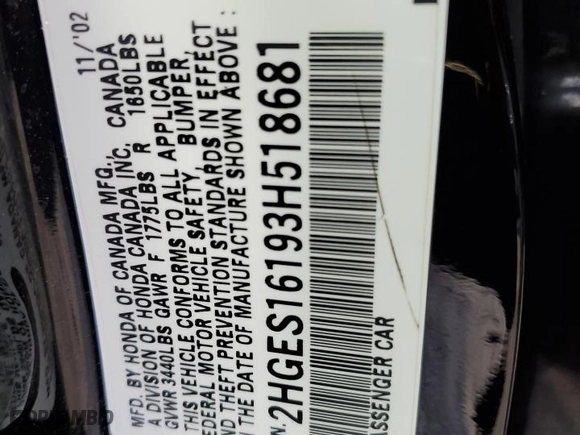 MFD. BY HONDA OF CANADA MFG., 11/'02
A DIVISION OF HONDA CANADA INC. CANADA
GVWR 3440LBS GAWR F 1775LBS R 1650LBS
THIS VEHICLE CONFORMS TO ALL APPLICABLE
FEDERAL MOTOR VEHICLE SAFETY, BUMPER,
AND THEFT PREVENTION STANDARDS IN EFFECT
ON THE DATE OF MANUFACTURE SHOWN ABOVE:
2HGES16193H518681
ASSENGER CAR